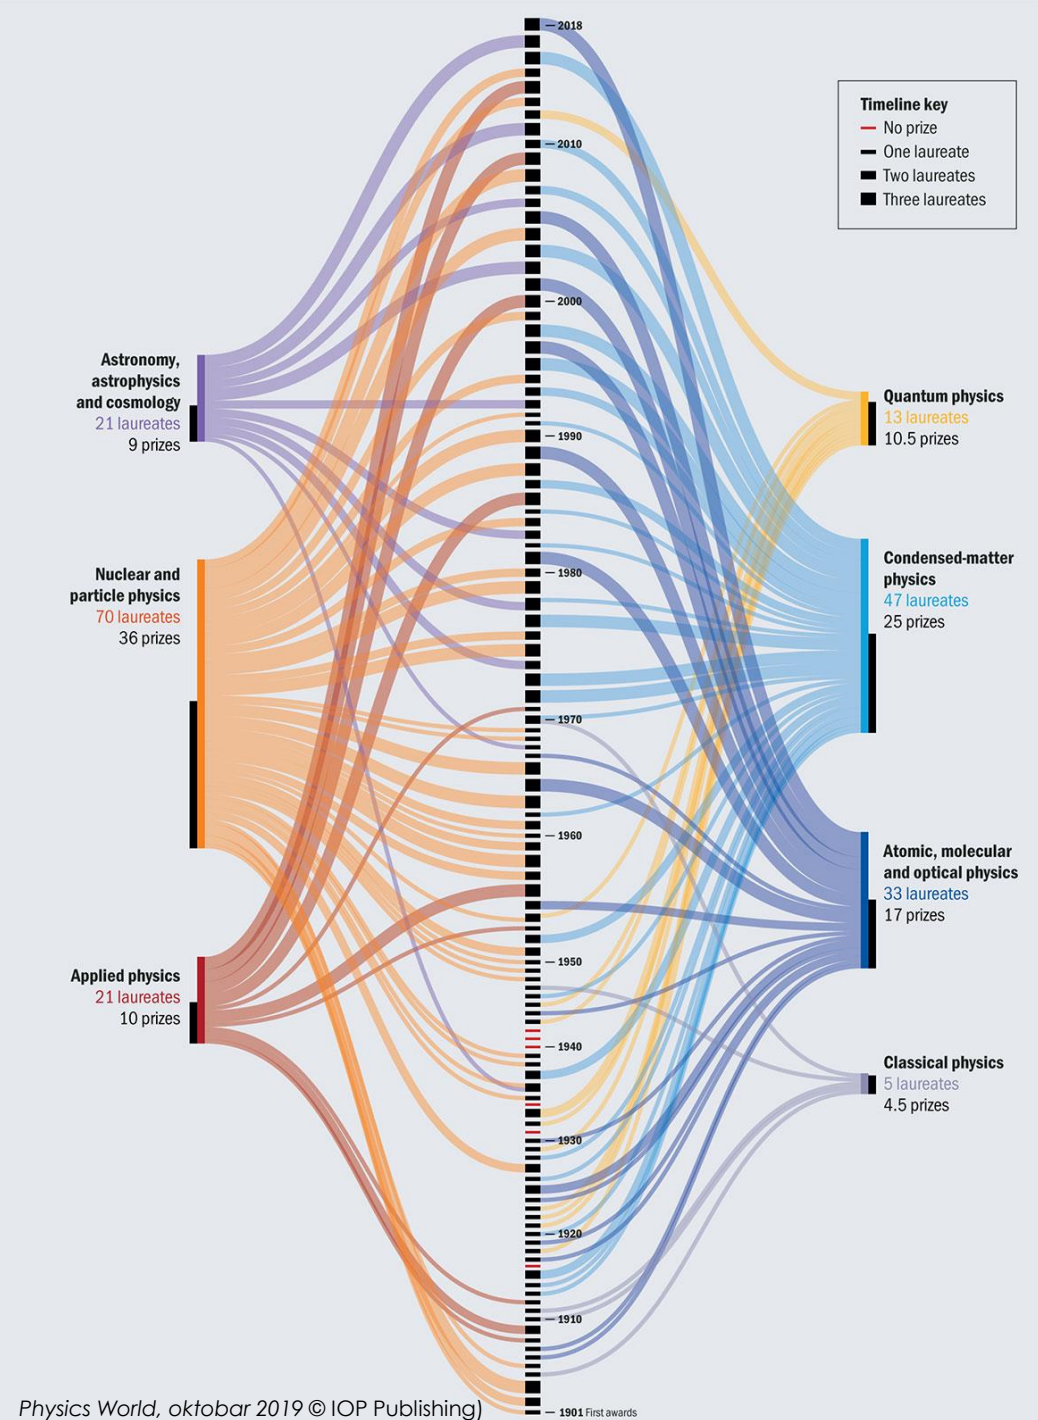 2018
Timeline key
No prize
One laureate
Two laureates
Three laureates
2010
2000
Astronomy,
astrophysics
and cosmology
21 laureates
9 prizes
Quantum physics
13 laureates
10.5 prizes
1990
Nuclear and
particle physics
70 laureates
36 prizes
Condensed-matter
physics
47 laureates
25 prizes
1980
1970
1960
Atomic, molecular
and optical physics
33 laureates
17 prizes
1950
Applied physics
21 laureates
10 prizes
1940
Classical physics
5 laureates
4.5 prizes
1930
1920
1910
1901 First awards
Physics World, oktobar 2019 © IOP Publishing)